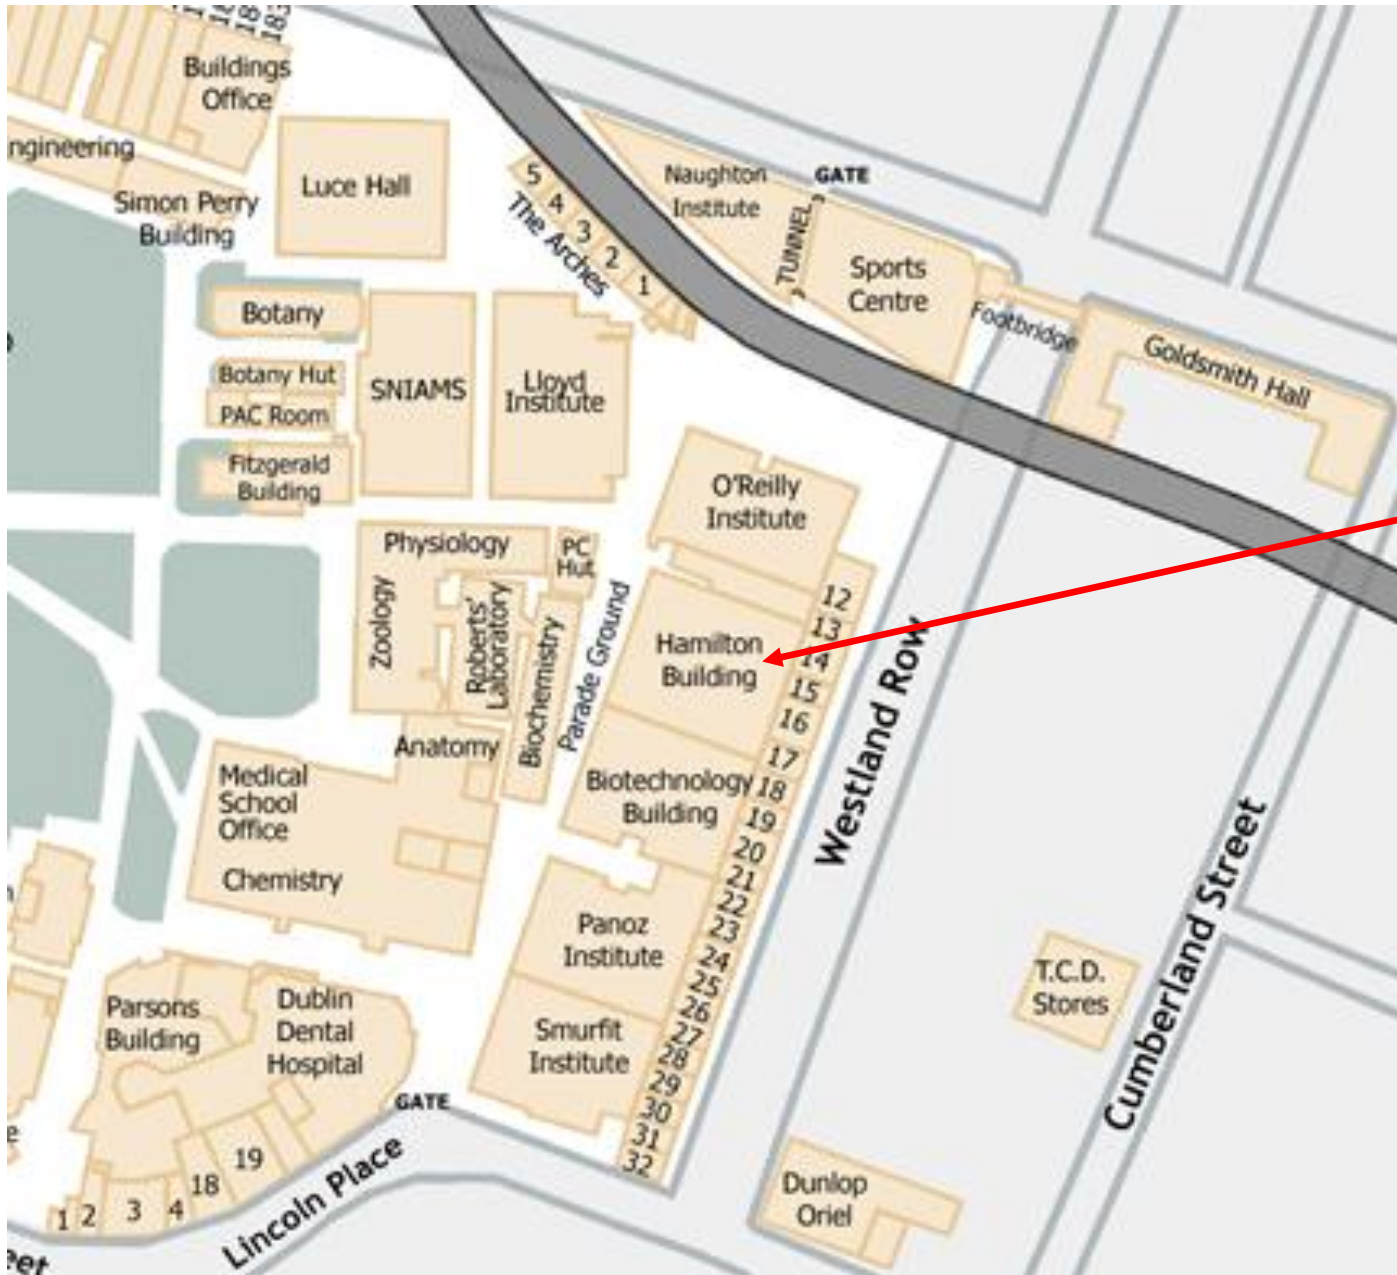 Buildings
Office
ngineering
Simon Perry
Building
Luce Hall
5
4
3
2
1
The Arches
Naughton
Institute
GATE
TUNNEL
Sports
Centre
Footbridge
Goldsmith Hall
Botany
Botany Hut
PAC Room
Fitzgerald
Building
SNIAMS
Lloyd
Institute
O'Reilly
Institute
Physiology
PC
Hut
Zoology
Roberts'
Laboratory
Biochemistry
Parade Ground
Hamilton
Building
12
13
14
15
16
17
18
19
20
21
22
23
24
25
26
27
28
29
30
31
32
Westland Row
Anatomy
Medical
School
Office
Chemistry
Biotechnology
Building
Panoz
Institute
Smurfit
Institute
Parsons
Building
Dublin
Dental
Hospital
GATE
1
2
3
4
18
19
Lincoln Place
eet
T.C.D.
Stores
Cumberland Street
Dunlop
Oriel